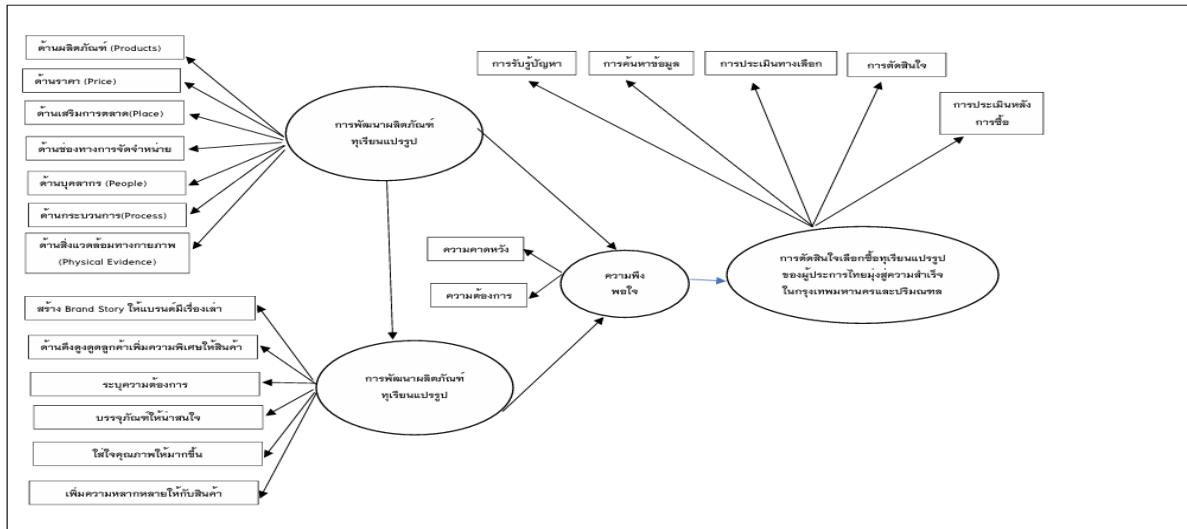 ด้านผลิตภัณฑ์ (Products)
ด้านราคา (Price)
ด้านเสริมการตลาด(Place)
ด้านช่องทางการจัดจำหน่าย
ด้านบุคลากร (People)
ด้านกระบวนการ(Process)
ด้านสิ่งแวดล้อมทางกายภาพ
(Physical Evidence)
การพัฒนาผลิตภัณฑ์
ทุเรียนแปรรูป
การรับรู้ปัญหา
การค้นหาข้อมูล
การประเมินทางเลือก
การตัดสินใจ
การประเมินหลัง
การซื้อ
ความคาดหวัง
ความต้องการ
ความพึง
พอใจ
การตัดสินใจเลือกซื้อทุเรียนแปรรูป
ของผู้ประการไทยมุ่งสู่ความสำเร็จ
ในกรุงเทพมหานครและปริมณฑล
สร้าง Brand Story ให้แบรนด์มีเรื่องเล่า
ด้านดึงดูงดูดลูกค้าเพิ่มความพิเศษให้สินค้า
ระบุความต้องการ
บรรจุภัณฑ์ให้น่าสนใจ
ใส่ใจคุณภาพให้มากขึ้น
เพิ่มความหลากหลายให้กับสินค้า
การพัฒนาผลิตภัณฑ์
ทุเรียนแปรรูป